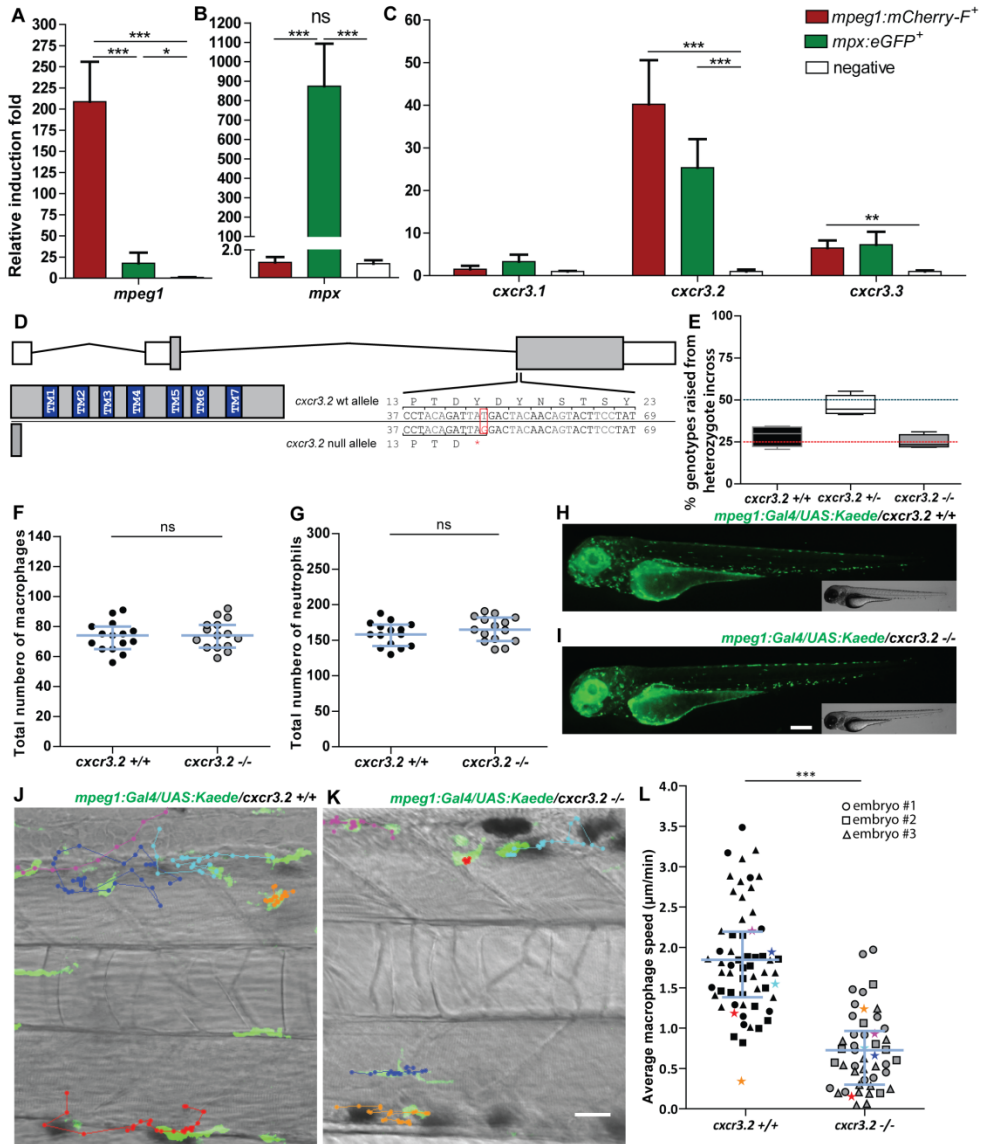 A
Relative induction fold
300
275
250
225
200
175
150
125
100
75
50
25
0
***
*** *
mpeg1
B
ns
*** ***
1200
1100
1000
900
800
700
600
500
400
300
200
100
2.0
0.0
mpx
C
mpeg1:mCherry-F+
mpx:eGFP+
negative
60
50
40
30
20
10
0
***
***
**
cxcr3.1 cxcr3.2 cxcr3.3
D
TM1 TM2 TM3 TM4 TM5 TM6 TM7
cxcr3.2 wt allele 13 P T D Y D Y N S T S Y 23
37 CCTACAGATTATGACTACAACAGTACTTCCTAT 69
37 CCTACAGATTAGGACTACAACAGTACTTCCTAT 69
cxcr3.2 null allele 13 P T D *
E
% genotypes raised from
heterozygote incross
100
75
50
25
0
cxcr3.2 +/+ cxcr3.2 +/- cxcr3.2 -/-
F
Total numbero of macrophages
140
120
100
80
60
40
20
0
ns
cxcr3.2 +/+ cxcr3.2 -/-
G
Total numbero of neutrophils
300
250
200
150
100
50
0
ns
cxcr3.2 +/+ cxcr3.2 -/-
H
mpeg1:Gal4/UAS:Kaede/cxcr3.2 +/+
I
mpeg1:Gal4/UAS:Kaede/cxcr3.2 -/-
J mpeg1:Gal4/UAS:Kaede/cxcr3.2 +/+
K mpeg1:Gal4/UAS:Kaede/cxcr3.2 -/-
L
***
embryo #1
embryo #2
embryo #3
Average macrophage speed (µm/min)
4.0
3.5
3.0
2.5
2.0
1.5
1.0
0.5
0.0
cxcr3.2 +/+ cxcr3.2 -/-